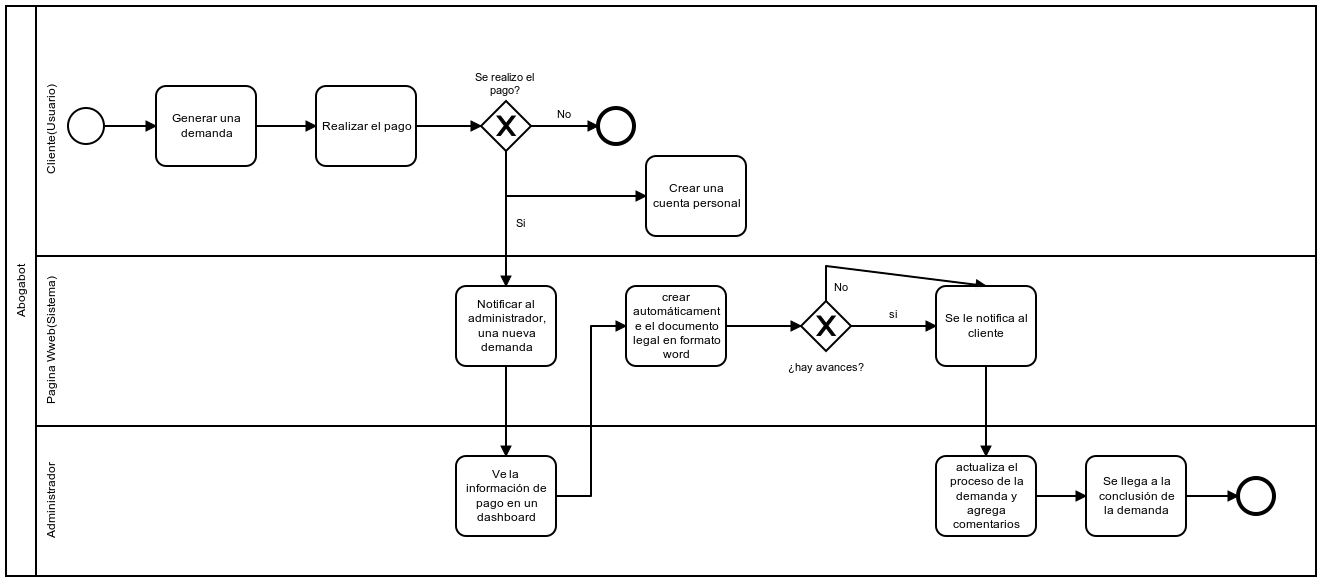 Abogabot
Cliente(Usuario)
Generar una
demanda
Realizar el pago
Se realizo el
pago?
No
Si
Crear una
cuenta personal
Pagina Wweb(Sistema)
Notificar al
administrador,
una nueva
demanda
crear
automáticament
e el documento
legal en formato
word
No
si
¿hay avances?
Se le notifica al
cliente
Administrador
Ve la
información de
pago en un
dashboard
actualiza el
proceso de la
demanda y
agrega
comentarios
Se llega a la
conclusión de
la demanda